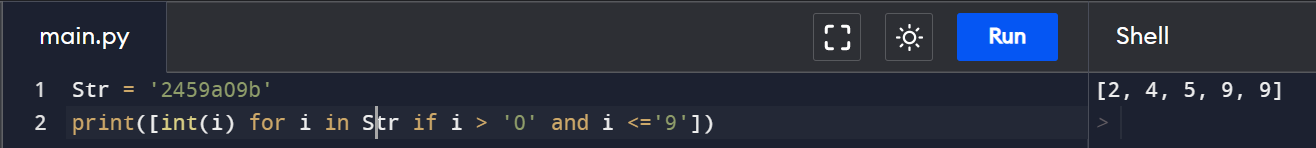 main.py Run Shell
1 Str = '2459a09b' [2, 4, 5, 9, 9]
2 print([int(i) for i in Str if i > '0' and i <='9']) >